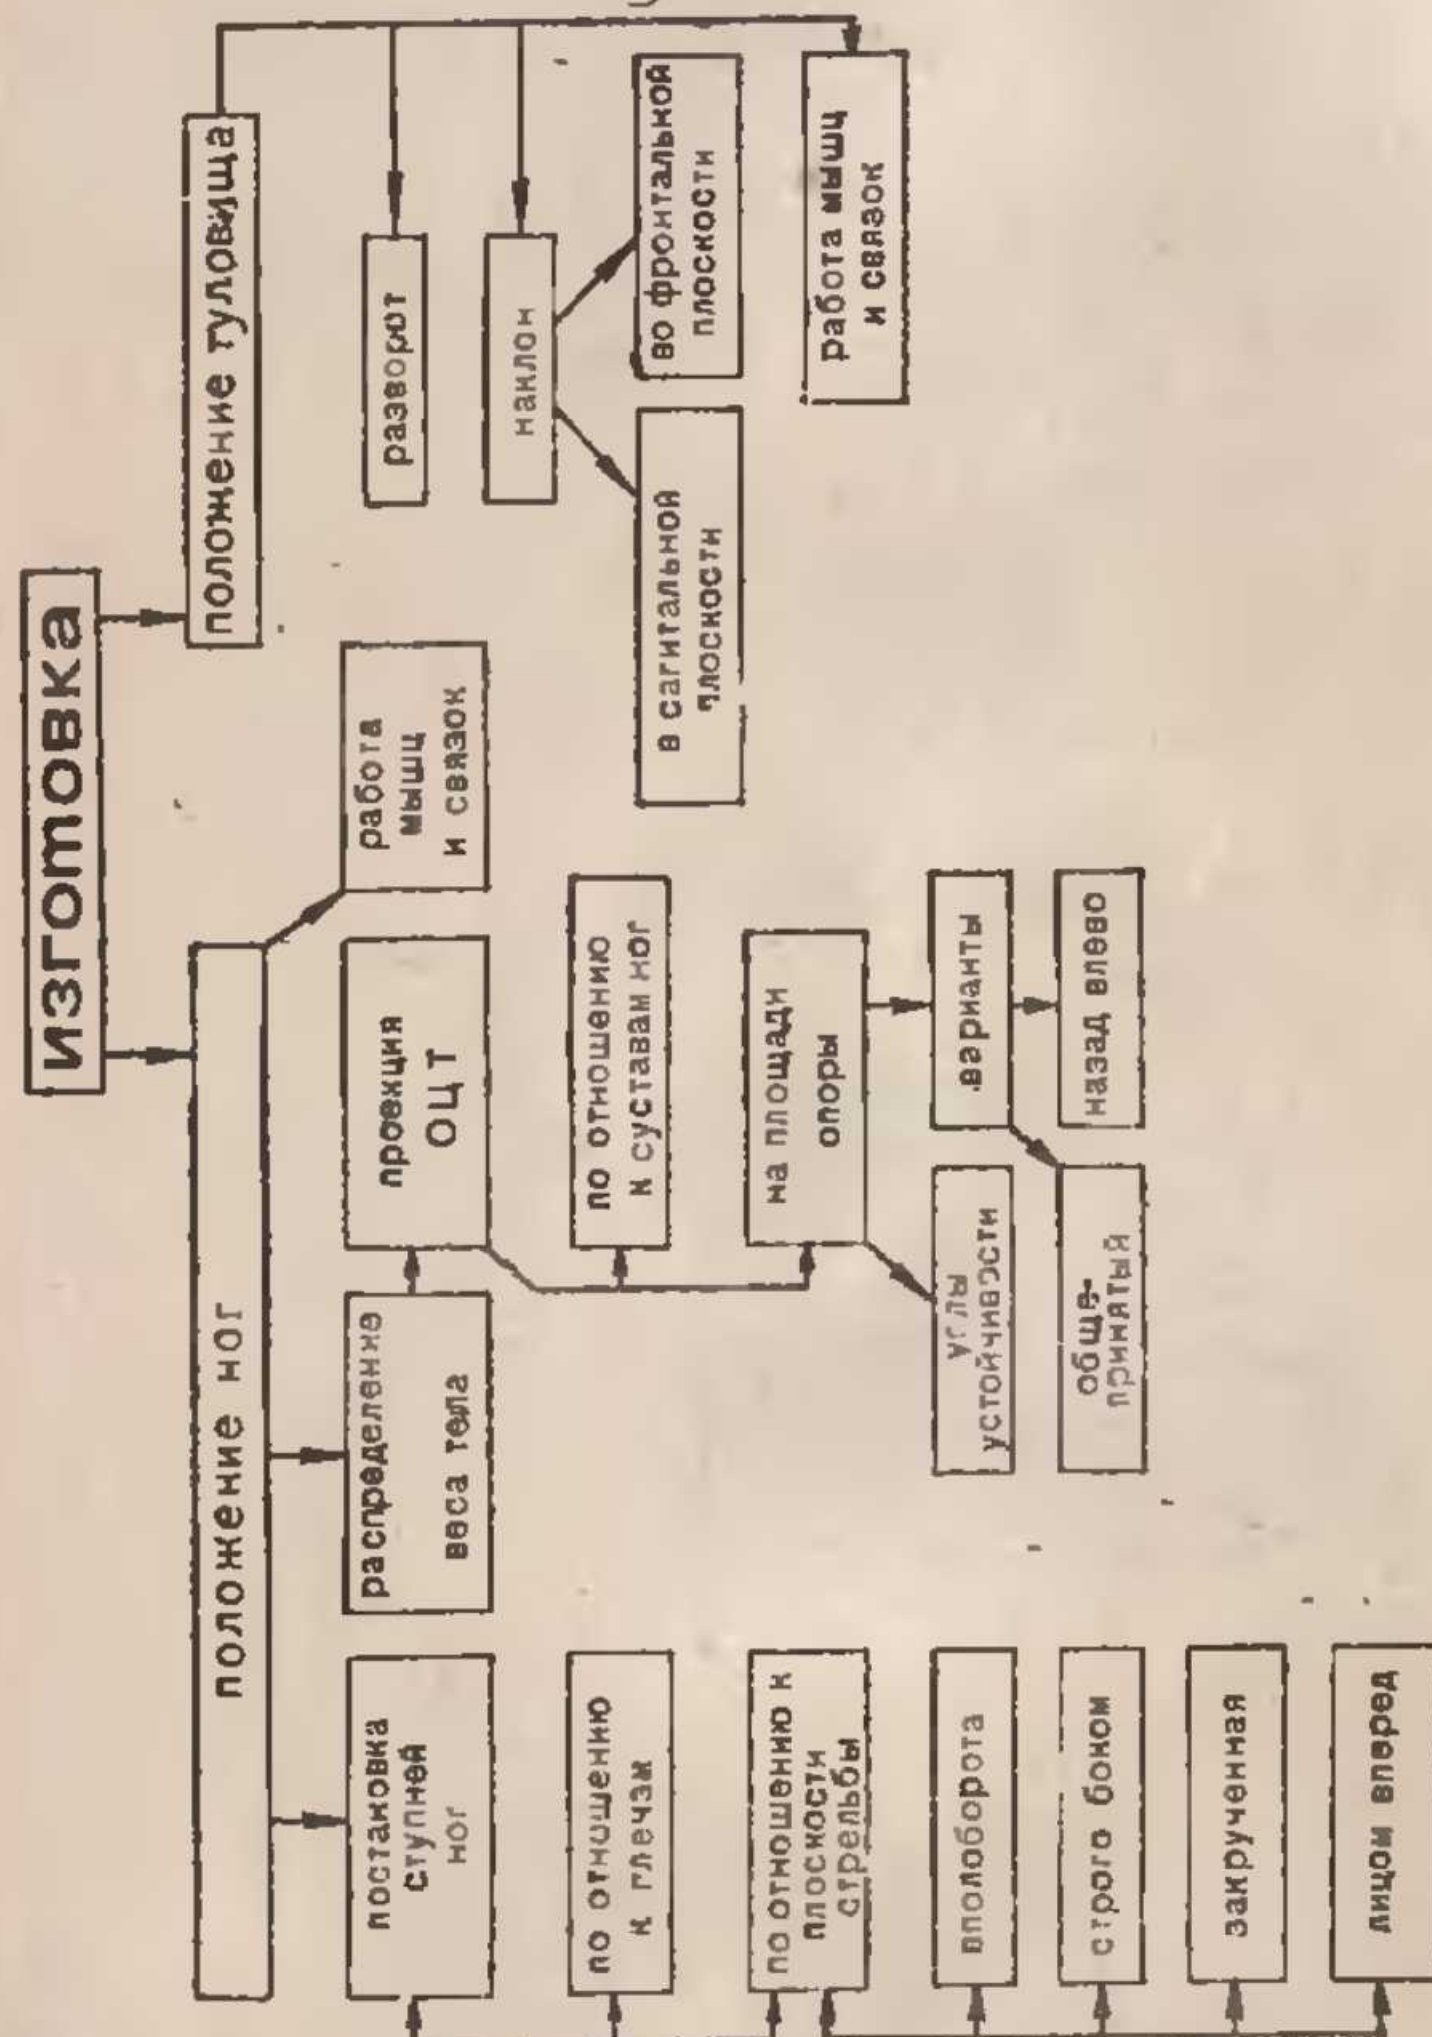 изготовка
положение ног
положение туловища
постановка
ступней
ног
распределение
веса тела
проекция
ОЦТ
работа
мышц
и связок
разворот
наклон
по отношению
к плечам
по отношению
к суставам ног
в сагитальной
плоскости
во фронтальной
плоскости
по отношению к
плоскости
стрельбы
на площади
опоры
работа мышц
и связок
вполоборота
углы
устойчивости
варианты
строго боком
обще-
принятый
назад влево
закрученная
лицом вперед